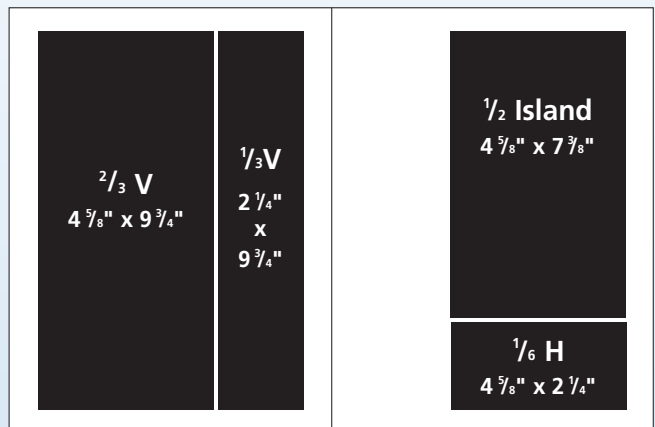 2/3 V
4 5/8" x 9 3/4"
1/3V
2 1/4"
x
9 3/4"
1/2 Island
4 5/8" x 7 3/8"
1/6 H
4 5/8" x 2 1/4"